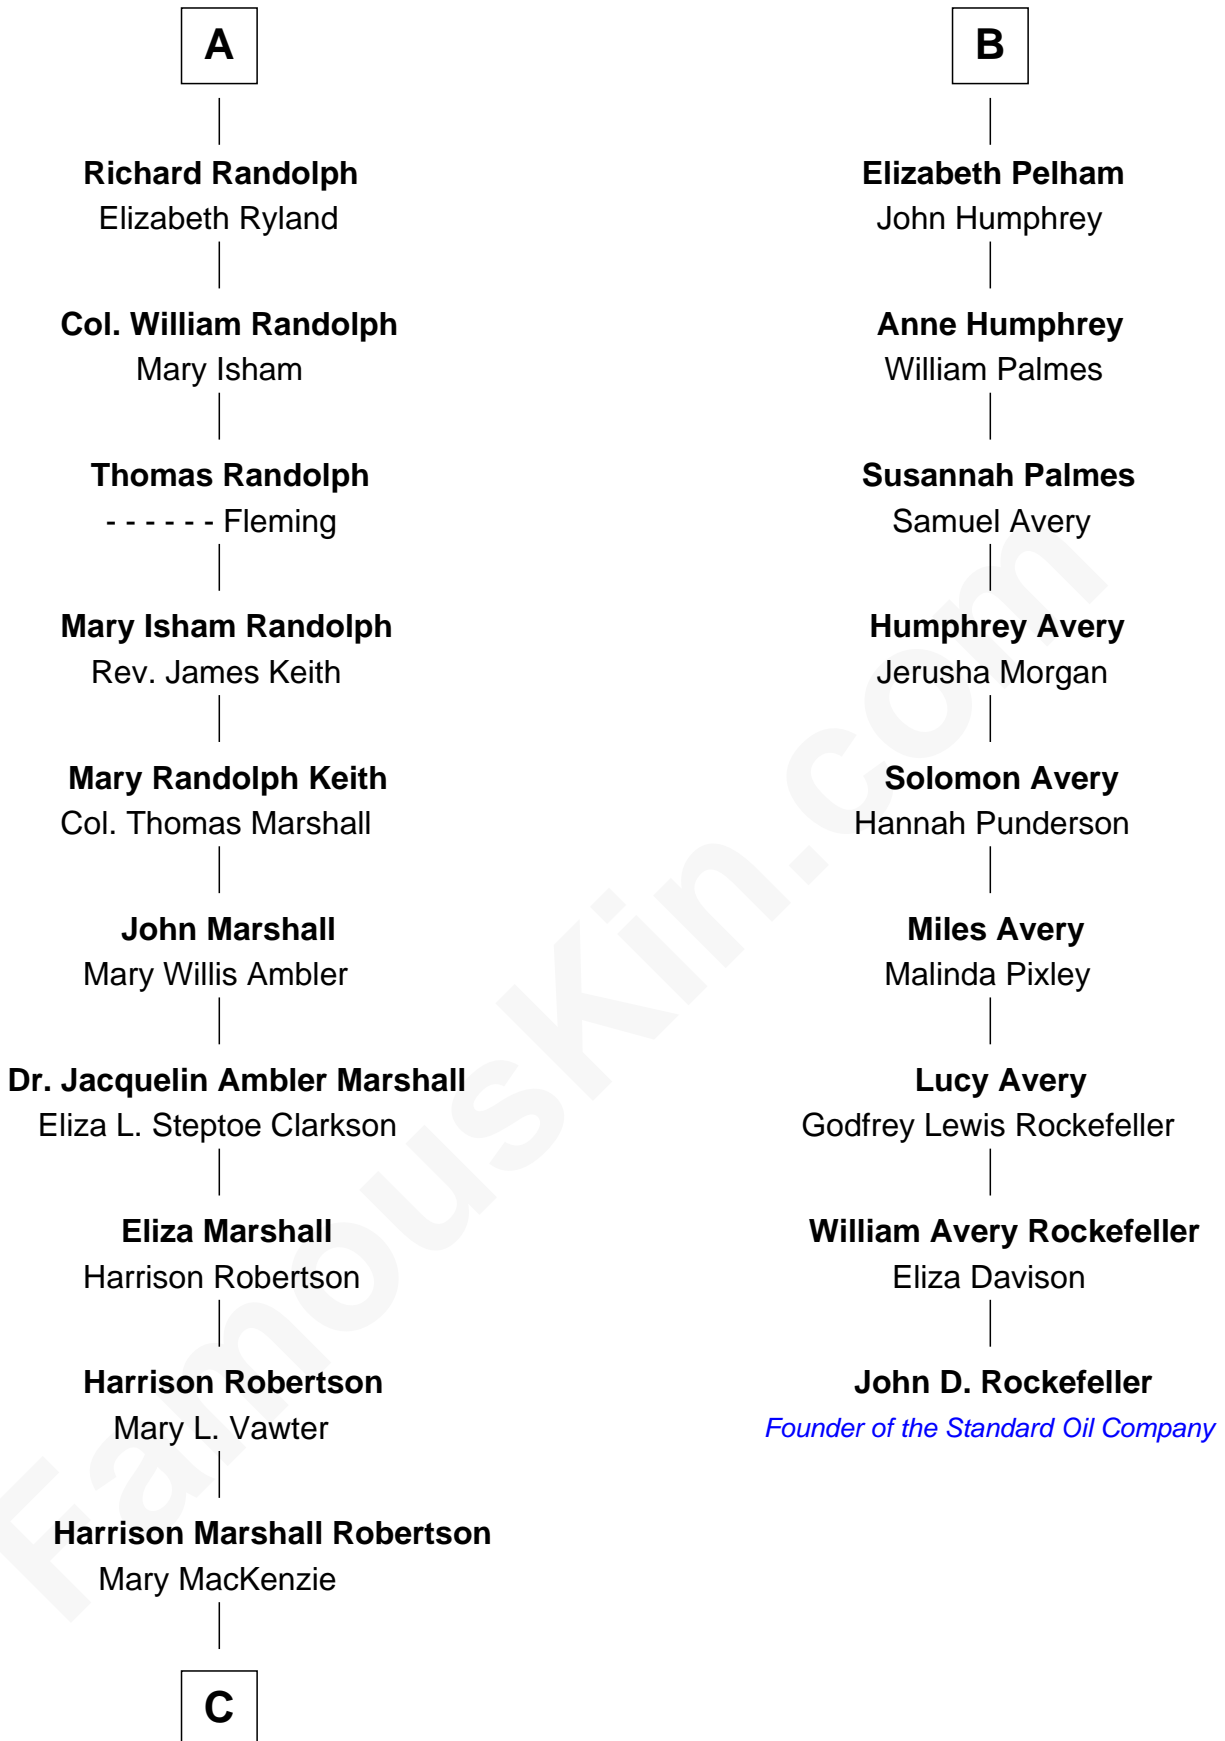 A
Richard Randolph
Elizabeth Ryland
Col. William Randolph
Mary Isham
Thomas Randolph
- - - - - - Fleming
Mary Isham Randolph
Rev. James Keith
Mary Randolph Keith
Col. Thomas Marshall
John Marshall
Mary Willis Ambler
Dr. Jacquelin Ambler Marshall
Eliza L. Steptoe Clarkson
Eliza Marshall
Harrison Robertson
Harrison Robertson
Mary L. Vawter
Harrison Marshall Robertson
Mary MacKenzie
C
B
Elizabeth Pelham
John Humphrey
Anne Humphrey
William Palmes
Susannah Palmes
Samuel Avery
Humphrey Avery
Jerusha Morgan
Solomon Avery
Hannah Punderson
Miles Avery
Malinda Pixley
Lucy Avery
Godfrey Lewis Rockefeller
William Avery Rockefeller
Eliza Davison
John D. Rockefeller
Founder of the Standard Oil Company
FamousKin.com